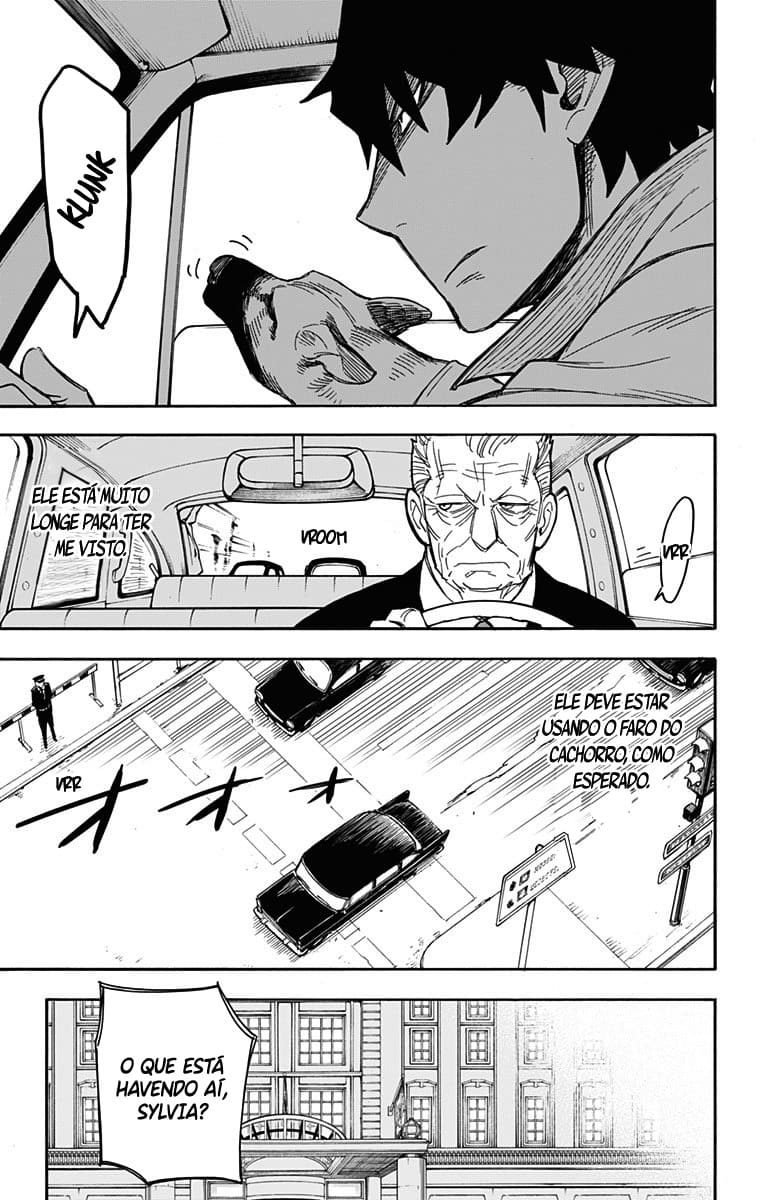 KLUNK
VRR
ELE ESTÁ MUITO
LONGE PARA TER
ME VISTO.
VROOM
ELE DEVE ESTAR
USANDO O FARO DO
CACHORRO, COMO
ESPERADO.
VRR
O QUE ESTÁ
HAVENDO AÍ,
SYLVIA?